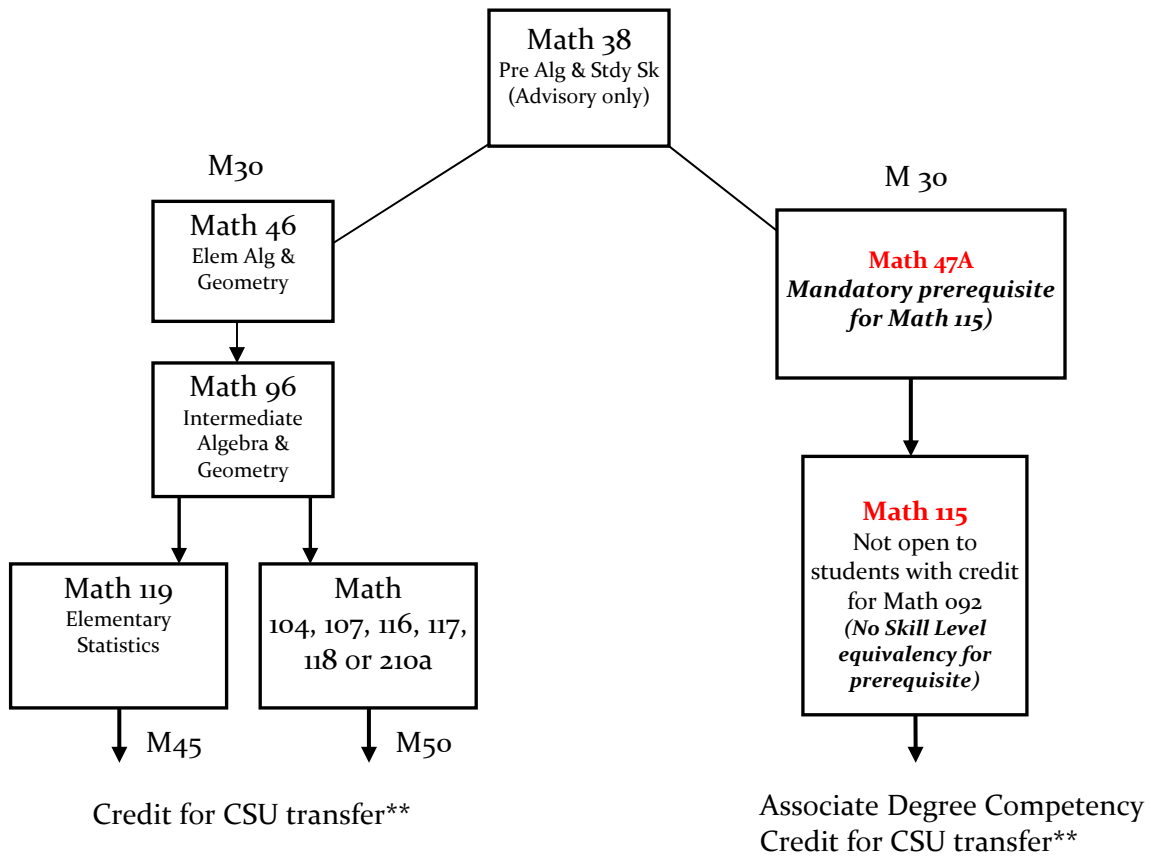 Math 38
Pre Alg & Stdy Sk
(Advisory only)
M30
M 30
Math 46
Elem Alg &
Geometry
Math 47A
Mandatory prerequisite
for Math 115)
Math 96
Intermediate
Algebra &
Geometry
Math 115
Not open to
students with credit
for Math 092
(No Skill Level
equivalency for
prerequisite)
Math 119
Elementary
Statistics
Math
104, 107, 116, 117,
118 or 210a
M45
M50
Credit for CSU transfer**
Associate Degree Competency
Credit for CSU transfer**